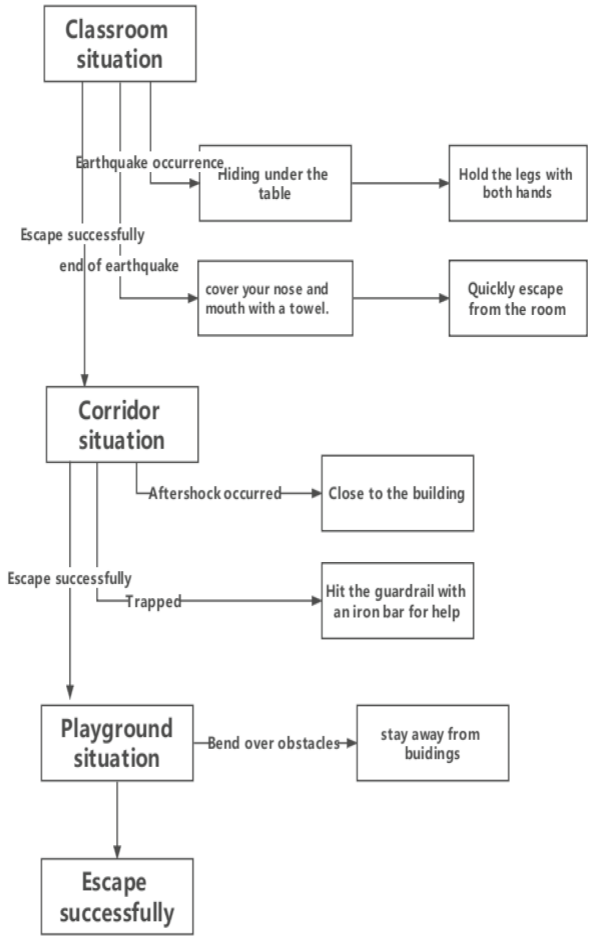 Classroom
situation
Earthquake occurrence
Hiding under the
table
Hold the legs with
both hands
Escape successfully
end of earthquake
cover your nose and
mouth with a towel.
Quickly escape
from the room
Corridor
situation
Aftershock occurred
Close to the building
Escape successfully
Trapped
Hit the guardrail with
an iron bar for help
Playground
situation
Bend over obstacles
stay away from
buidings
Escape
successfully